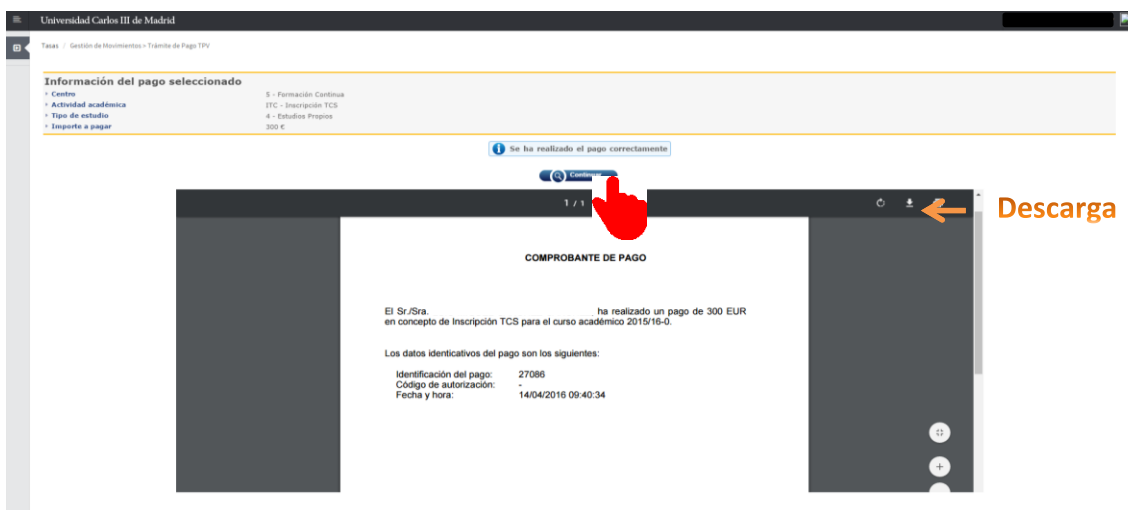 Universidad Carlos III de Madrid
Tasas / Gestión de Movimientos > Trámite de Pago TPV
Información del pago seleccionado
Centro 5 - Formación Continua
Actividad académica ITC - Inscripción TCS
Tipo de estudio 4 - Estudios Propios
Importe a pagar 300 €
Se ha realizado el pago correctamente
Continuar
1 / 1
Descarga
COMPROBANTE DE PAGO
El Sr./Sra. ha realizado un pago de 300 EUR
en concepto de Inscripción TCS para el curso académico 2015/16-0.
Los datos identificativos del pago son los siguientes:
Identificación del pago: 27086
Código de autorización: -
Fecha y hora: 14/04/2016 09:40:34